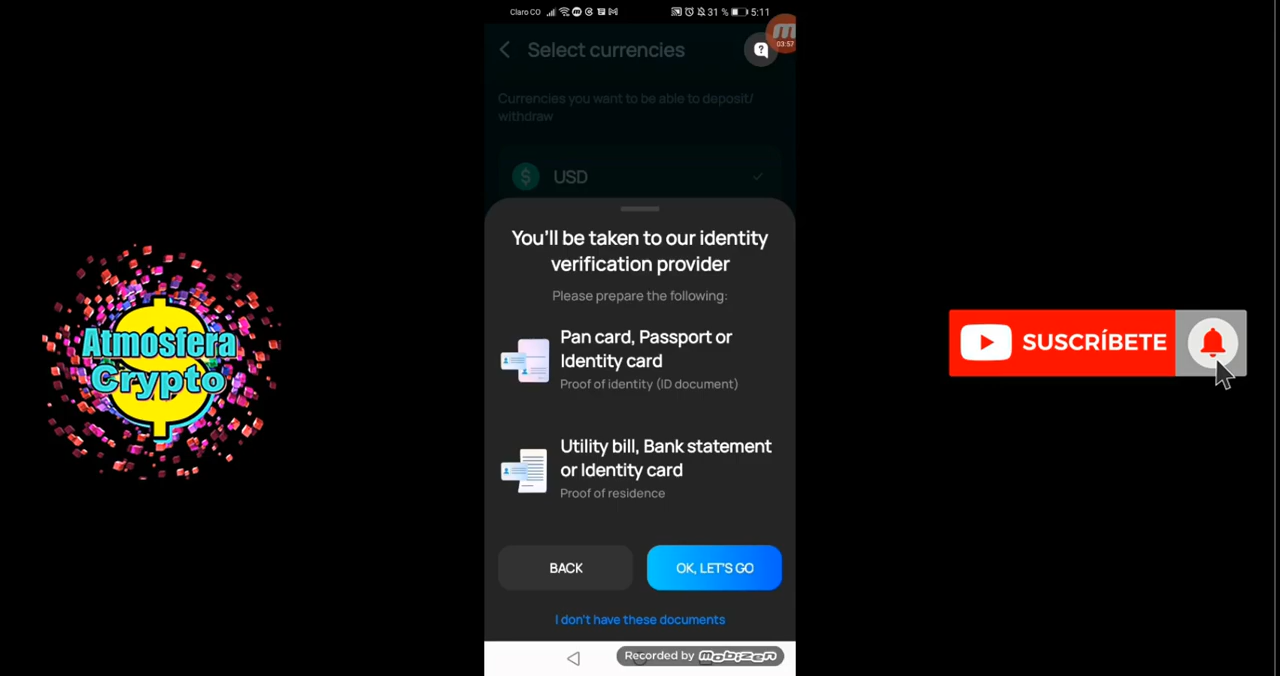 Claro CO
31 %
5:11
Select currencies
?
03:57
Currencies you want to be able to deposit/
withdraw
$ USD
You'll be taken to our identity
verification provider
Please prepare the following:
Pan card, Passport or
Identity card
Proof of identity (ID document)
Utility bill, Bank statement
or Identity card
Proof of residence
BACK
OK, LET'S GO
I don't have these documents
Recorded by mobizen
Atmosfera
Crypto
SUSCRÍBETE